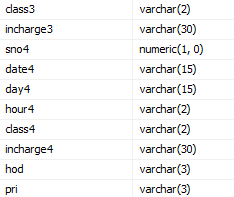 class3 varchar(2)
incharge3 varchar(30)
sno4 numeric(1, 0)
date4 varchar(15)
day4 varchar(15)
hour4 varchar(2)
class4 varchar(2)
incharge4 varchar(30)
hod varchar(3)
pri varchar(3)